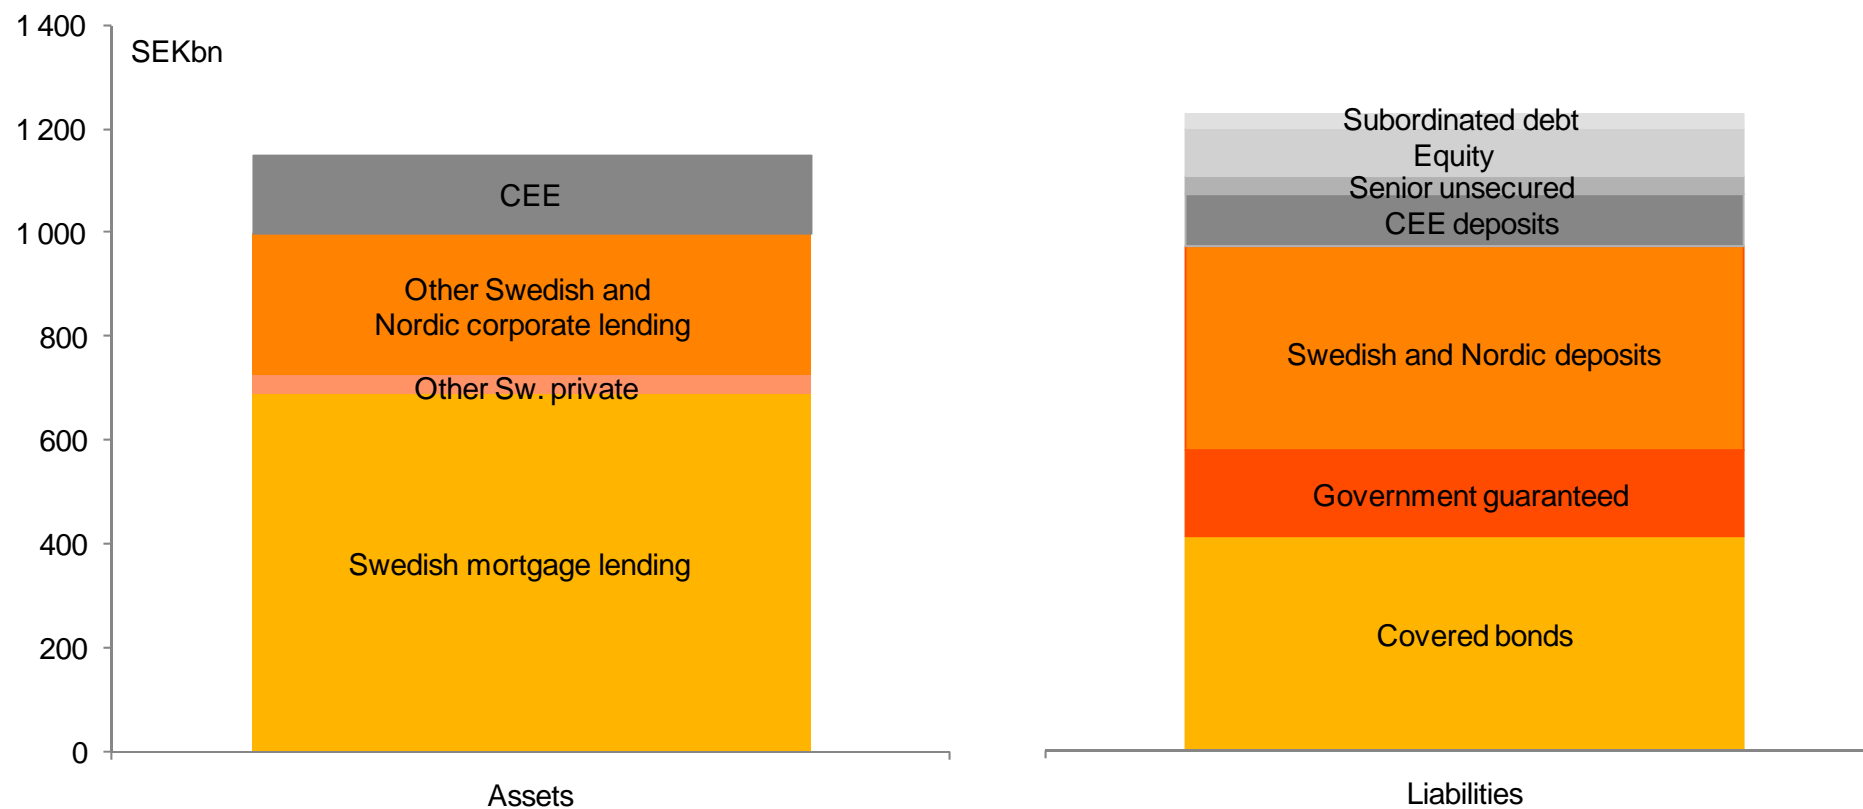 1 400
SEKbn
1 200
1 000
800
600
400
200
0
CEE
Other Swedish and
Nordic corporate lending
Other Sw. private
Swedish mortgage lending
Assets
Subordinated debt
Equity
Senior unsecured
CEE deposits
Swedish and Nordic deposits
Government guaranteed
Covered bonds
Liabilities